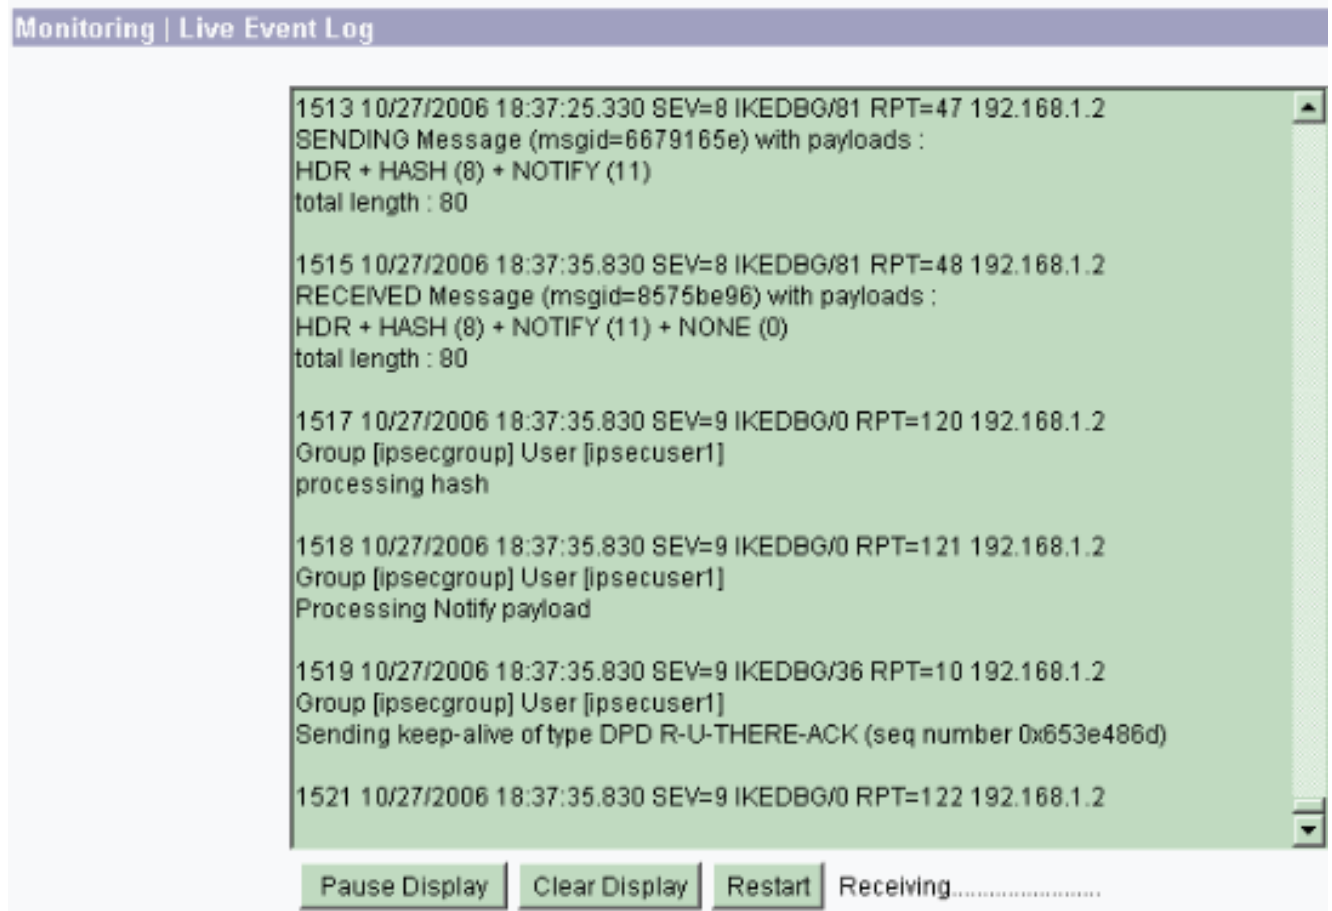 Monitoring | Live Event Log
1513 10/27/2006 18:37:25.330 SEV=8 IKEDBG/81 RPT=47 192.168.1.2
SENDING Message (msgid=6679165e) with payloads :
HDR + HASH (8) + NOTIFY (11)
total length : 80
1515 10/27/2006 18:37:35.830 SEV=8 IKEDBG/81 RPT=48 192.168.1.2
RECEIVED Message (msgid=8575be96) with payloads :
HDR + HASH (8) + NOTIFY (11) + NONE (0)
total length : 80
1517 10/27/2006 18:37:35.830 SEV=9 IKEDBG/0 RPT=120 192.168.1.2
Group [ipsecgroup] User [ipsecuser1]
processing hash
1518 10/27/2006 18:37:35.830 SEV=9 IKEDBG/0 RPT=121 192.168.1.2
Group [ipsecgroup] User [ipsecuser1]
Processing Notify payload
1519 10/27/2006 18:37:35.830 SEV=9 IKEDBG/36 RPT=10 192.168.1.2
Group [ipsecgroup] User [ipsecuser1]
Sending keep-alive of type DPD R-U-THERE-ACK (seq number 0x653e486d)
1521 10/27/2006 18:37:35.830 SEV=9 IKEDBG/0 RPT=122 192.168.1.2
Pause Display Clear Display Restart Receiving........................